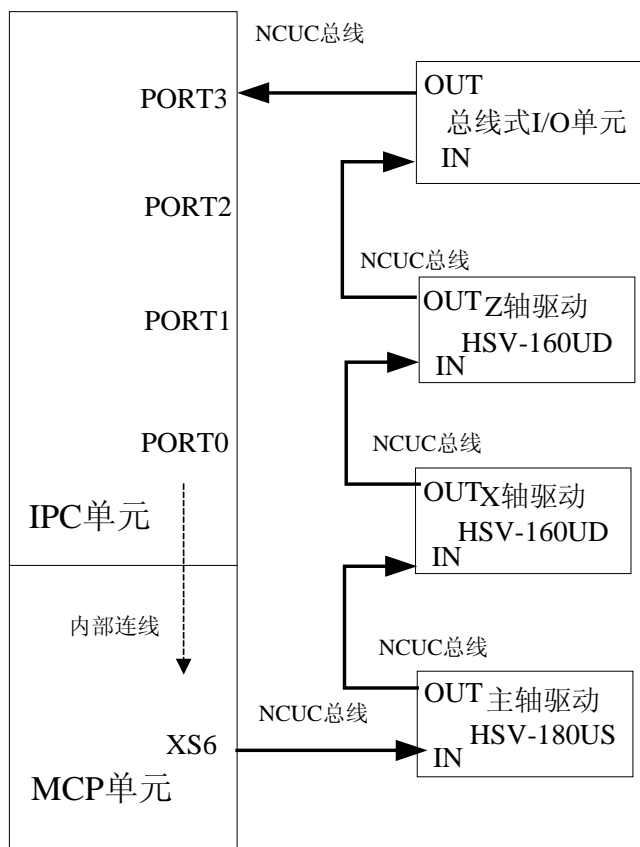 NCUC总线
PORT3
OUT
总线式I/O单元
IN
PORT2
NCUC总线
OUT Z轴驱动
PORT1
HSV-160UD
IN
PORT0
NCUC总线
OUT X轴驱动
IPC单元
HSV-160UD
IN
内部连线
NCUC总线
OUT 主轴驱动
NCUC总线
XS6
HSV-180US
IN
MCP单元